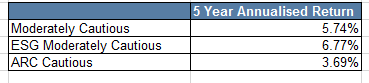 5 Year Annualised Return
Moderately Cautious 5.74%
ESG Moderately Cautious 6.77%
ARC Cautious 3.69%